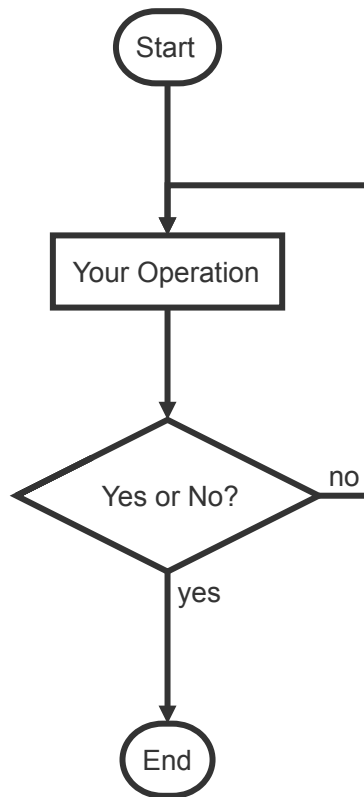 Start
Your Operation
Yes or No?
no
yes
End